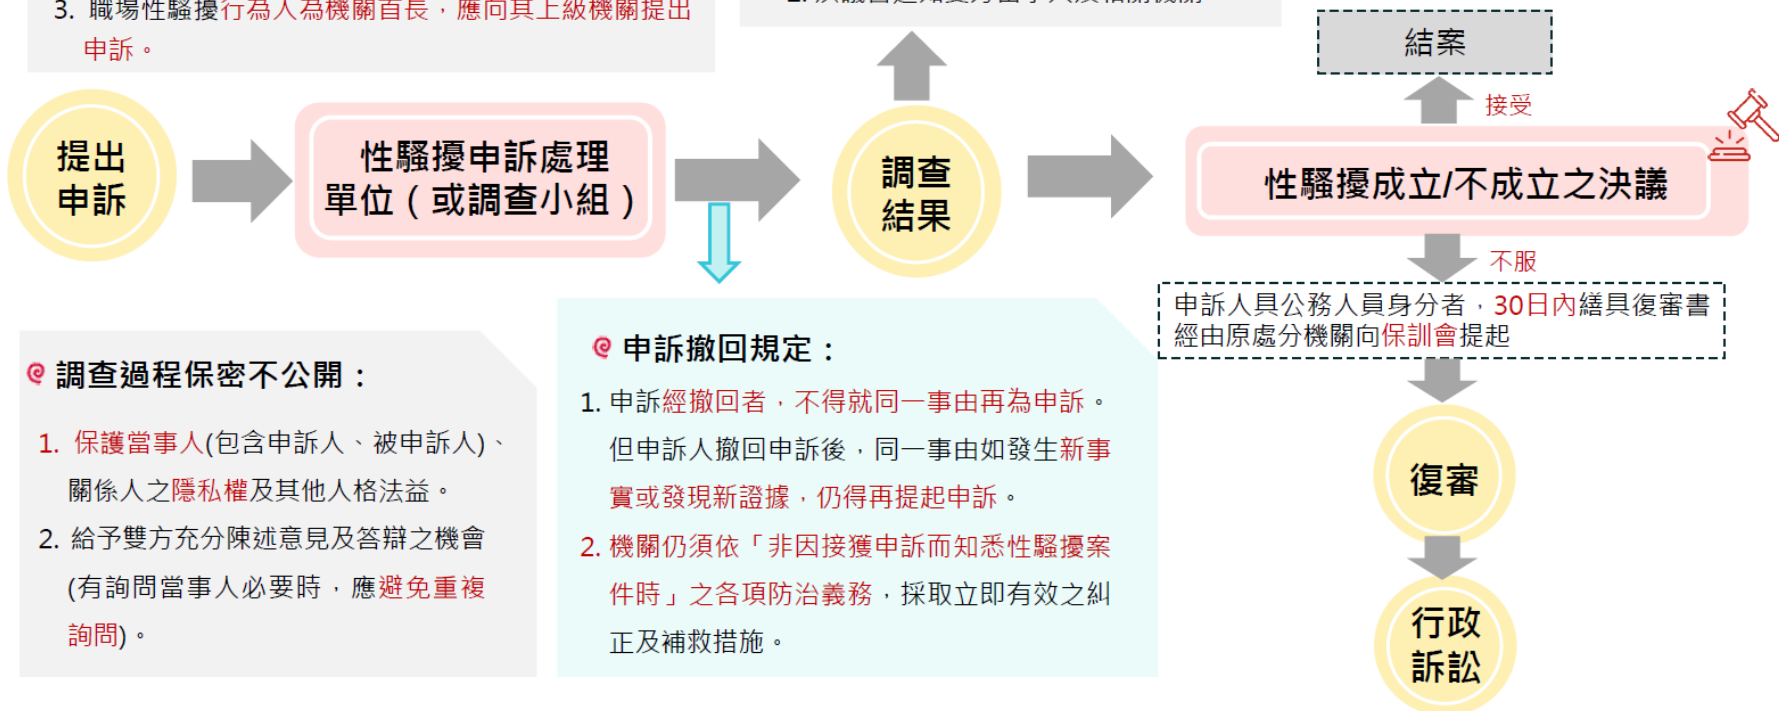 3. 職場性騷擾行為人為機關首長，應向其上級機關提出
申訴。
結案
接受
提出
申訴
性騷擾申訴處理
單位（或調查小組）
調查
結果
性騷擾成立/不成立之決議
不服
申訴人具公務人員身分者，30日內繕具復審書
經由原處分機關向保訓會提起
調查過程保密不公開：
1. 保護當事人(包含申訴人、被申訴人)、
關係人之隱私權及其他人格法益。
2. 給予雙方充分陳述意見及答辯之機會
(有詢問當事人必要時，應避免重複
詢問)。
申訴撤回規定：
1. 申訴經撤回者，不得就同一事由再為申訴。
但申訴人撤回申訴後，同一事由如發生新事
實或發現新證據，仍得再提起申訴。
2. 機關仍須依「非因接獲申訴而知悉性騷擾案
件時」之各項防治義務，採取立即有效之糾
正及補救措施。
復審
行政
訴訟